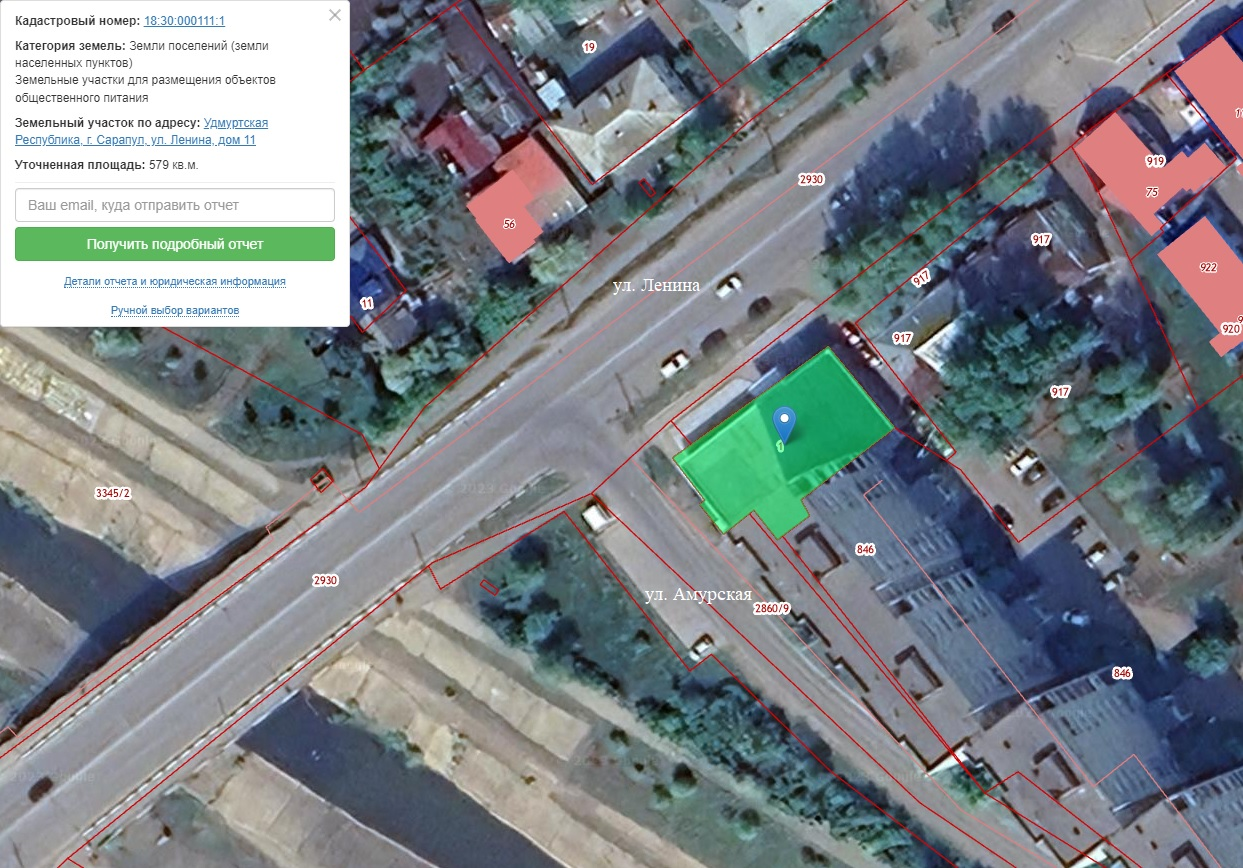 Кадастровый номер: 18:30:000111:1
Категория земель: Земли поселений (земли
населенных пунктов)
Земельные участки для размещения объектов
общественного питания
Земельный участок по адресу: Удмуртская
Республика, г. Сарапул, ул. Ленина, дом 11
Уточненная площадь: 579 кв.м.
Ваш email, куда отправить отчет
Получить подробный отчет
Детали отчета и юридическая информация
Ручной выбор вариантов
19
2930
919
75
56
917
922
917
ул. Ленина
11
920
917
917
1
3345/2
846
2930
ул. Амурская
2860/9
846